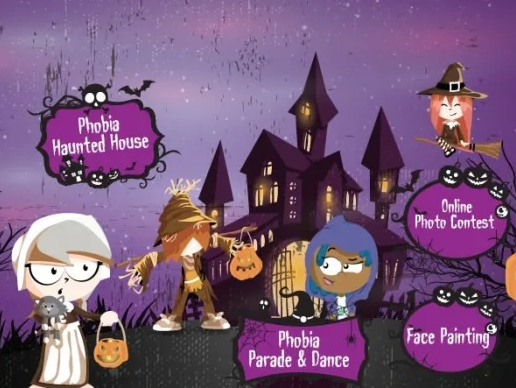 Phobia
Haunted House
Online
Photo Contest
Phobia
Parade & Dance
Face Painting